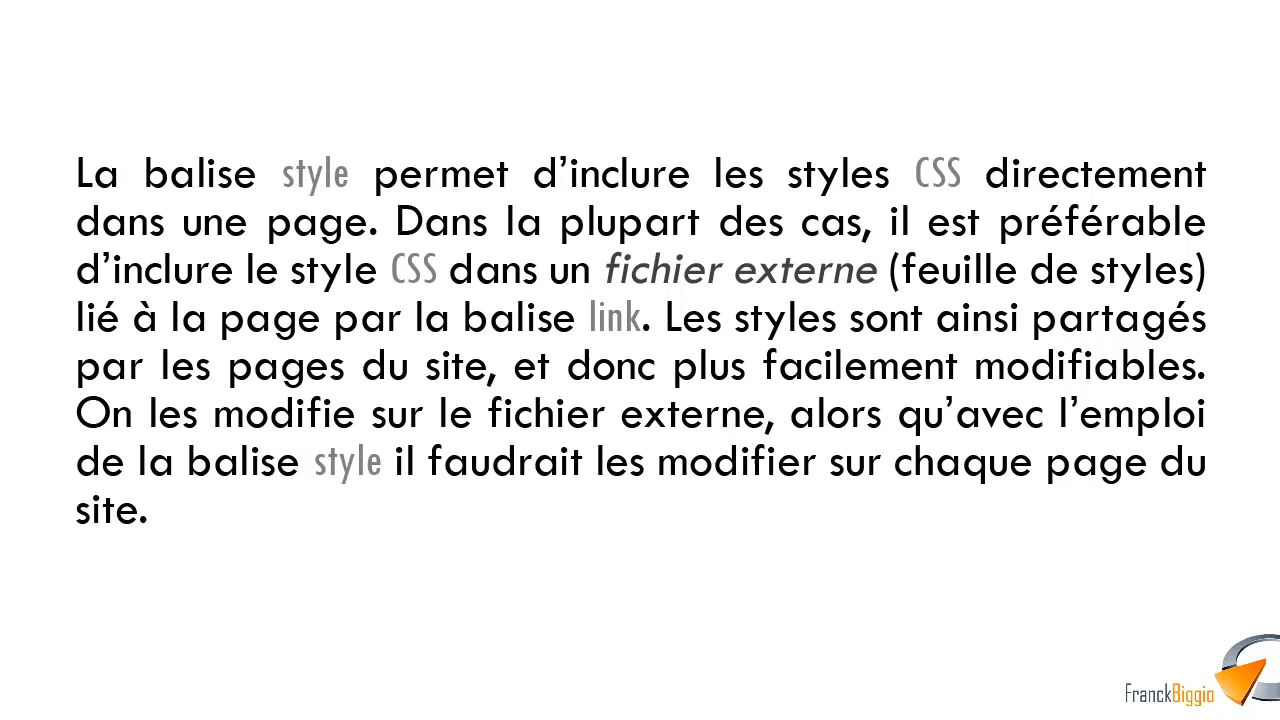 La balise style permet d’inclure les styles CSS directement
dans une page. Dans la plupart des cas, il est préférable
d’inclure le style CSS dans un fichier externe (feuille de styles)
lié à la page par la balise link. Les styles sont ainsi partagés
par les pages du site, et donc plus facilement modifiables.
On les modifie sur le fichier externe, alors qu’avec l’emploi
de la balise style il faudrait les modifier sur chaque page du
site.
FranckBiggio